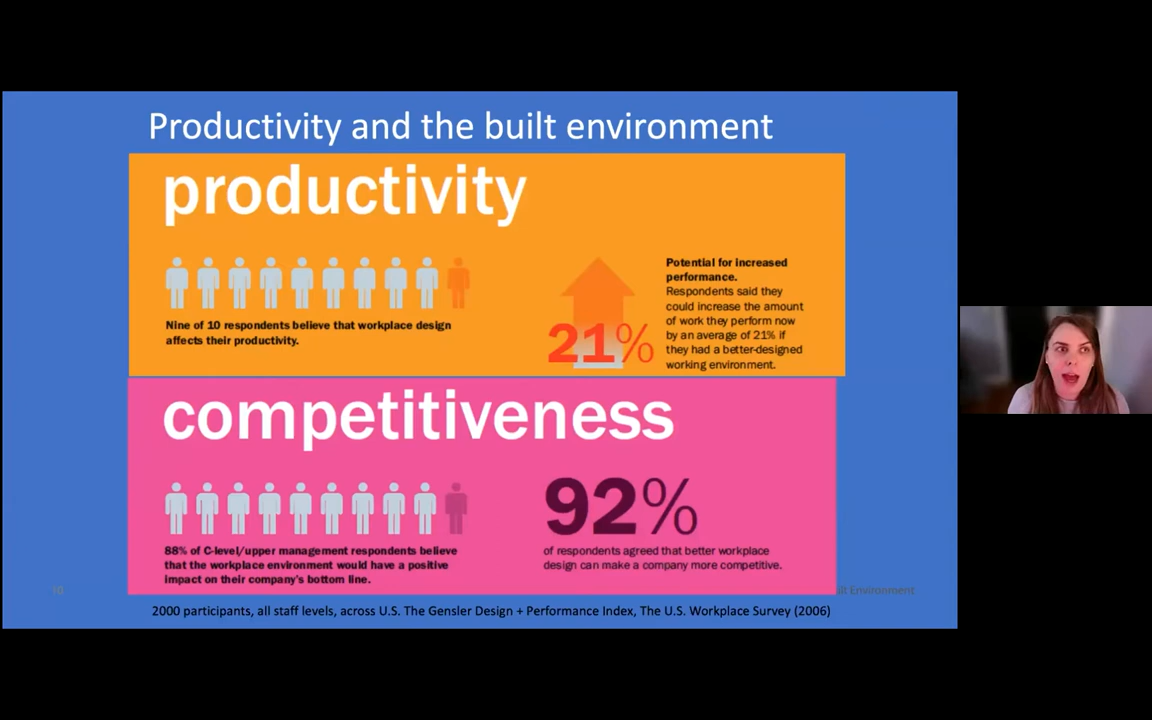 Productivity and the built environment
productivity
Nine of 10 respondents believe that workplace design
affects their productivity.
21%
Potential for increased
performance.
Respondents said they
could increase the amount
of work they perform now
by an average of 21% if
they had a better-designed
working environment.
competitiveness
88% of C-level/upper management respondents believe
that the workplace environment would have a positive
impact on their company's bottom line.
92%
of respondents agreed that better workplace
design can make a company more competitive.
10
Environment
2000 participants, all staff levels, across U.S. The Gensler Design + Performance Index, The U.S. Workplace Survey (2006)